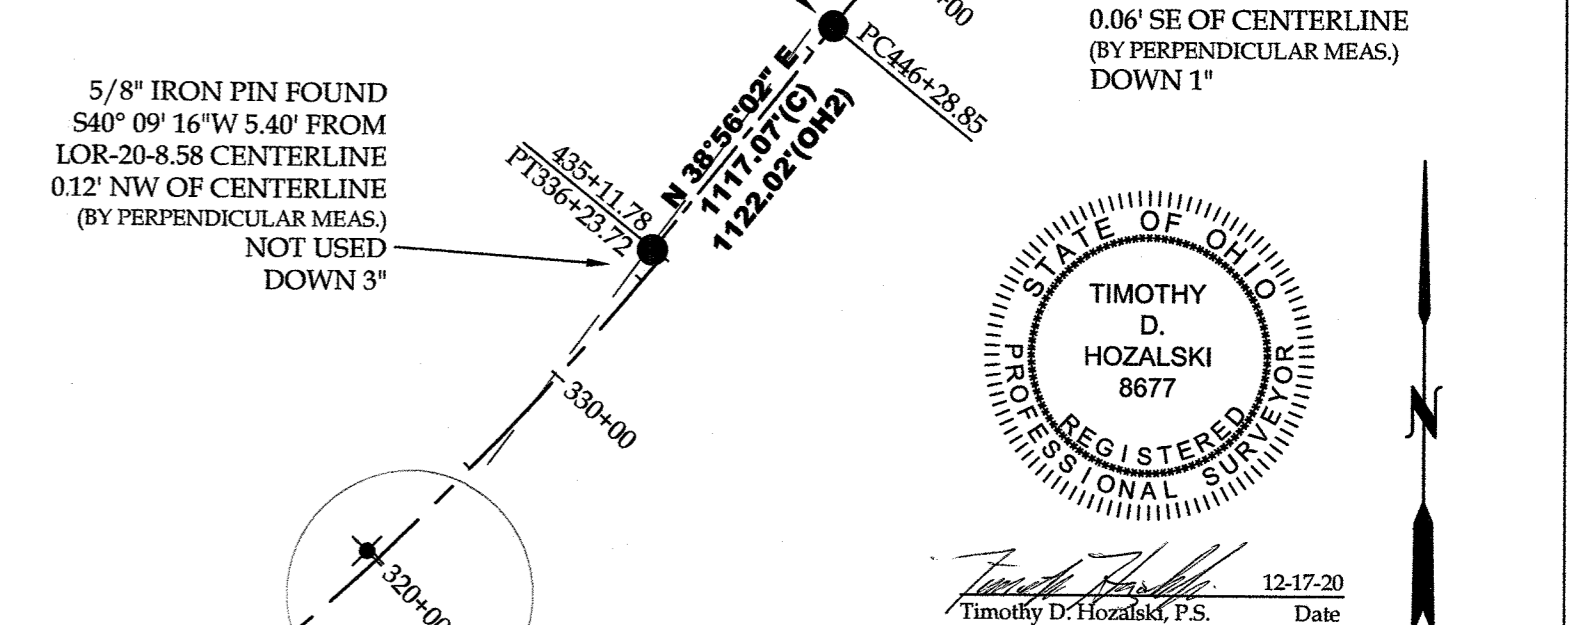 +00
0.06' SE OF CENTERLINE
(BY PERPENDICULAR MEAS.)
DOWN 1"
PC446+28.85
5/8" IRON PIN FOUND
S40° 09' 16"W 5.40' FROM
LOR-20-8.58 CENTERLINE
0.12' NW OF CENTERLINE
(BY PERPENDICULAR MEAS.)
NOT USED
DOWN 3"
N 38°56'02" E
1117.07'(C)
1122.02'(OH2)
435+11.78
PT336+23.72
330+00
320+00
STATE OF OHIO
TIMOTHY
D.
HOZALSKI
8677
REGISTERED
PROFESSIONAL SURVEYOR
N
Timothy Hozalski
12-17-20
Timothy D. Hozalski, P.S.
Date